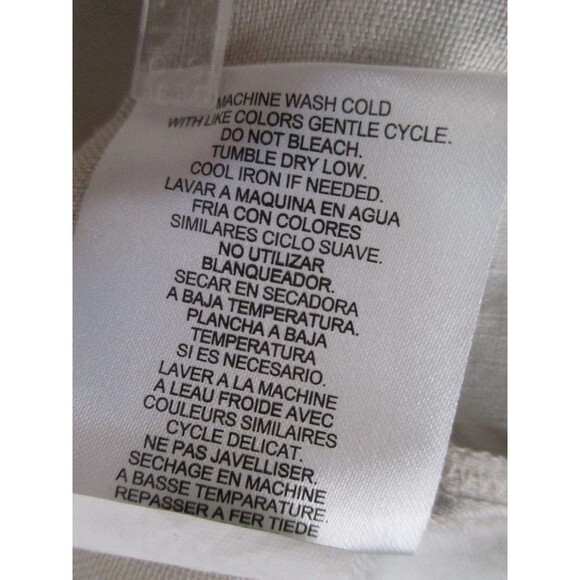 MACHINE WASH COLD
WITH LIKE COLORS GENTLE CYCLE.
DO NOT BLEACH.
TUMBLE DRY LOW.
COOL IRON IF NEEDED.
LAVAR A MAQUINA EN AGUA
FRIA CON COLORES
SIMILARES CICLO SUAVE.
NO UTILIZAR
BLANQUEADOR.
SECAR EN SECADORA
A BAJA TEMPERATURA.
PLANCHA A BAJA
TEMPERATURA
SI ES NECESARIO.
LAVER A LA MACHINE
A LEAU FROIDE AVEC
COULEURS SIMILAIRES
CYCLE DELICAT.
NE PAS JAVELLISER.
SECHAGE EN MACHINE
A BASSE TEMPARATURE.
REPASSER A FER TIEDE